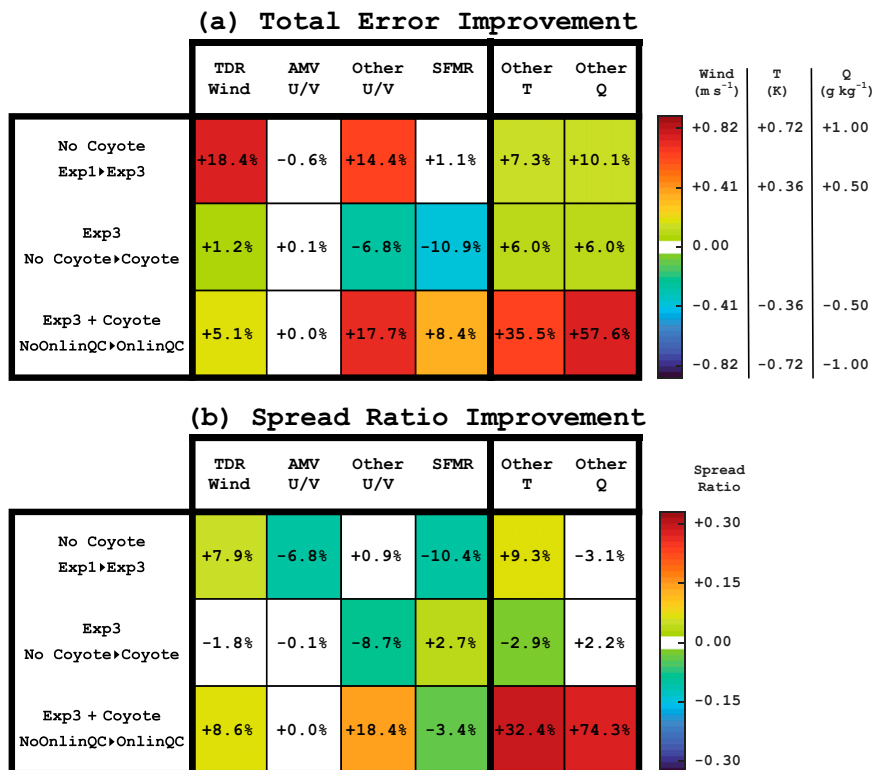 (a) Total Error Improvement
TDR Wind
AMV U/V
Other U/V
SFMR
Other T
Other Q
No Coyote
Exp1▸Exp3
+18.4% -0.6% +14.4% +1.1% +7.3% +10.1%
Exp3
No Coyote▸Coyote
+1.2% +0.1% -6.8% -10.9% +6.0% +6.0%
Exp3 + Coyote
NoOnlinQC▸OnlinQC
+5.1% +0.0% +17.7% +8.4% +35.5% +57.6%
Wind (m s⁻¹)
T (K)
Q (g kg⁻¹)
+0.82 +0.72 +1.00
+0.41 +0.36 +0.50
0.00
-0.41 -0.36 -0.50
-0.82 -0.72 -1.00
(b) Spread Ratio Improvement
TDR Wind
AMV U/V
Other U/V
SFMR
Other T
Other Q
No Coyote
Exp1▸Exp3
+7.9% -6.8% +0.9% -10.4% +9.3% -3.1%
Exp3
No Coyote▸Coyote
-1.8% -0.1% -8.7% +2.7% -2.9% +2.2%
Exp3 + Coyote
NoOnlinQC▸OnlinQC
+8.6% +0.0% +18.4% -3.4% +32.4% +74.3%
Spread
Ratio
+0.30
+0.15
0.00
-0.15
-0.30